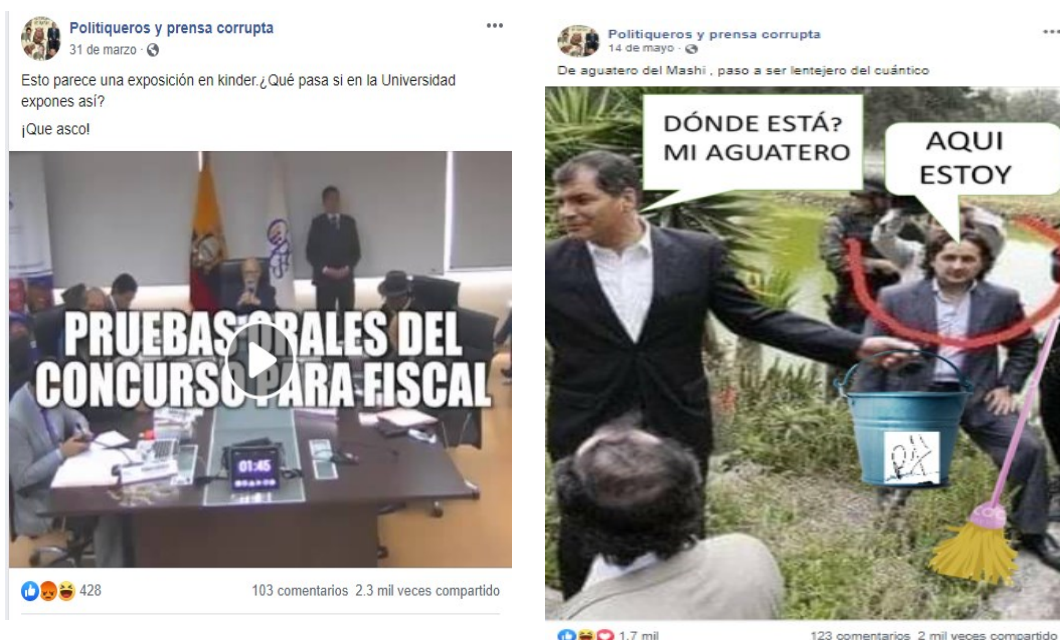 Politiqueros y prensa corrupta
31 de marzo ·
Esto parece una exposición en kinder.¿Qué pasa si en la Universidad
expones así?
¡Que asco!
PRUEBAS ORALES DEL
CONCURSO PARA FISCAL
01:45
428
103 comentarios 2.3 mil veces compartido
Politiqueros y prensa corrupta
14 de mayo ·
De aguatero del Mashi , paso a ser lentejero del cuántico
DÓNDE ESTÁ?
MI AGUATERO
AQUI
ESTOY
1,7 mil
123 comentarios 2 mil veces compartido